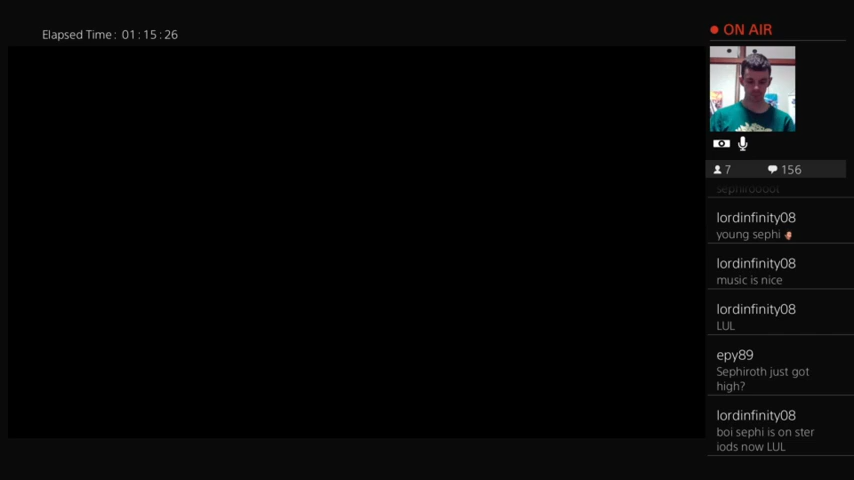 Elapsed Time: 01:15:26
ON AIR
7 156
lordinfinity08
young sephi
lordinfinity08
music is nice
lordinfinity08
LUL
epy89
Sephiroth just got
high?
lordinfinity08
boi sephi is on ster
iods now LUL